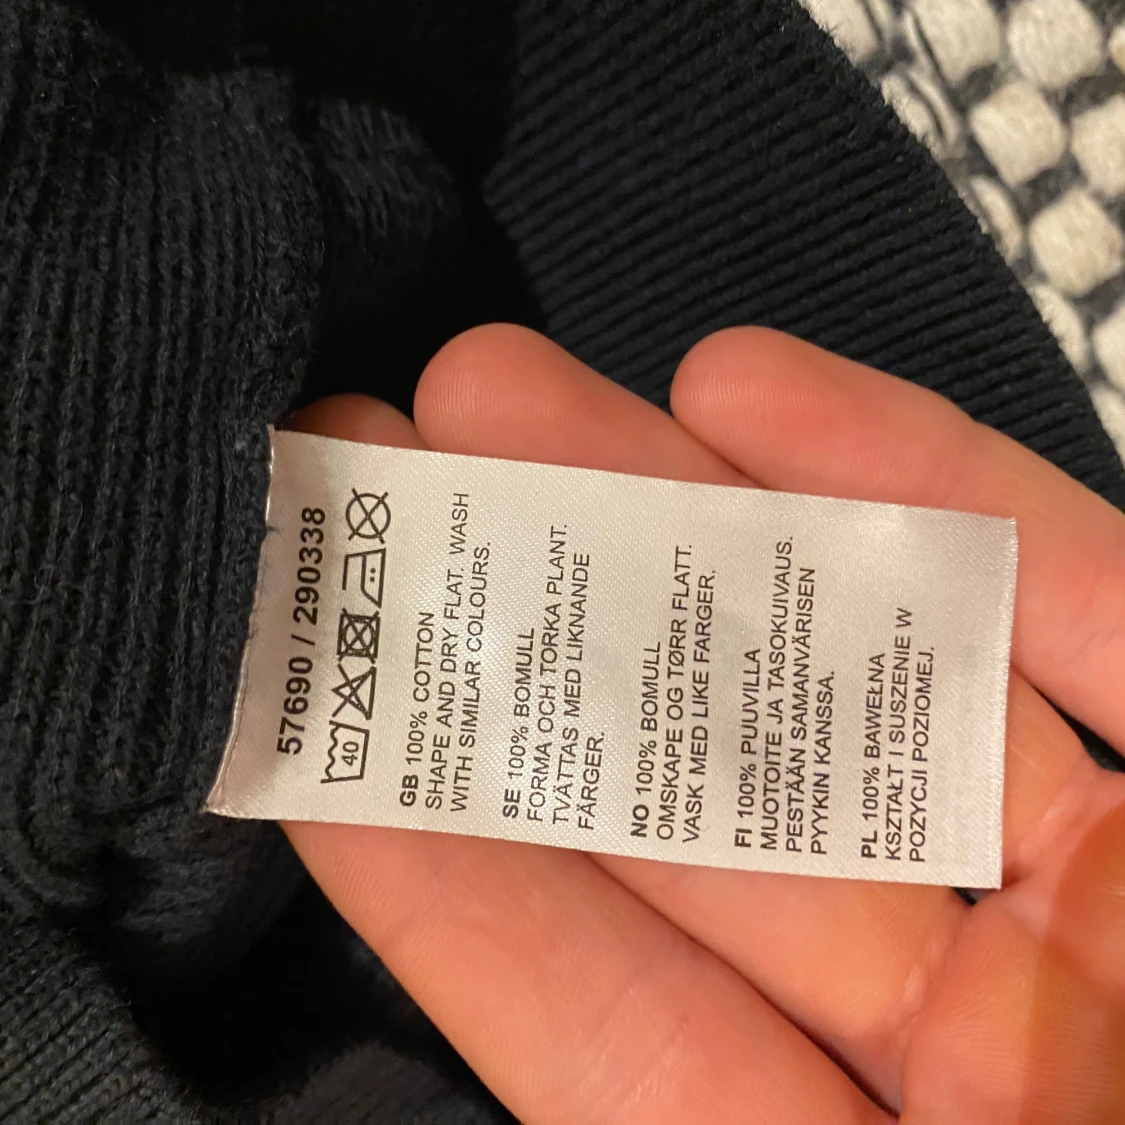 57690 / 290338
40
GB 100% COTTON
SHAPE AND DRY FLAT. WASH
WITH SIMILAR COLOURS.
SE 100% BOMULL
FORMA OCH TORKA PLANT.
TVÄTTAS MED LIKNANDE
FÄRGER.
NO 100% BOMULL
OMSKAPE OG TØRR FLATT.
VASK MED LIKE FARGER.
FI 100% PUUVILLA
MUOTOITE JA TASOKUIVAUS.
PESTÄÄN SAMANVÄRISEN
PYYKIN KANSSA.
PL 100% BAWEŁNA
KSZTAŁT I SUSZENIE W
POZYCJI POZIOMEJ.